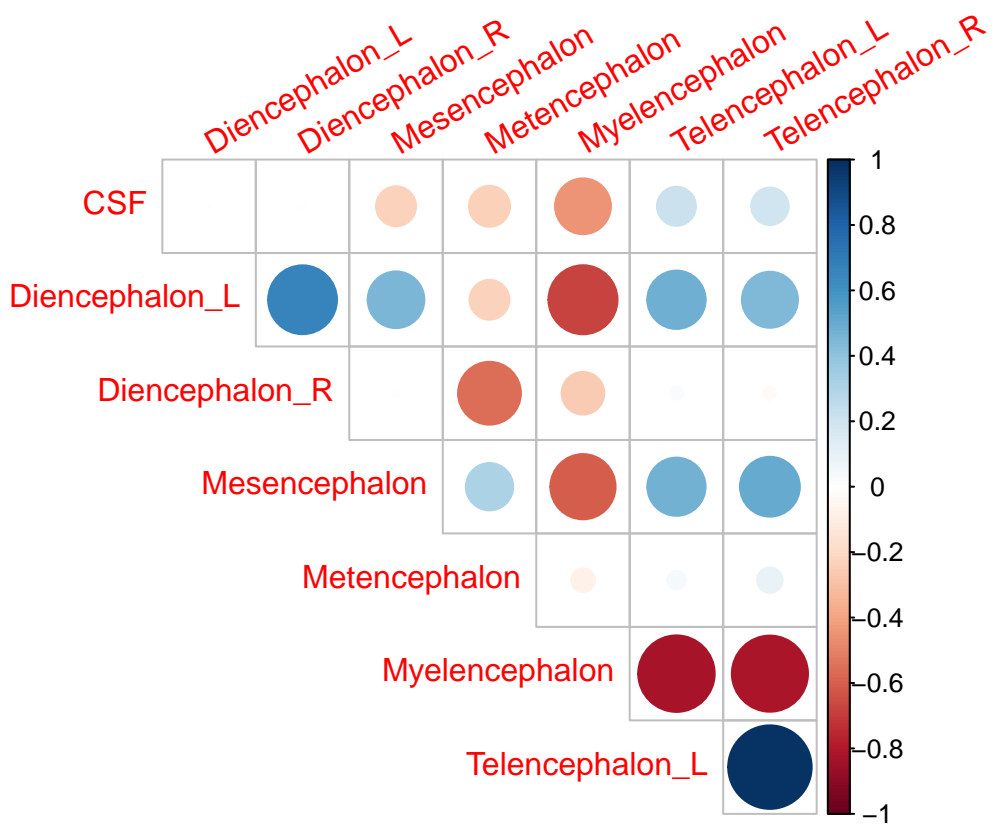 Diencephalon_L
Diencephalon_R
Mesencephalon
Metencephalon
Myelencephalon
Telencephalon_L
Telencephalon_R
CSF
Diencephalon_L
Diencephalon_R
Mesencephalon
Metencephalon
Myelencephalon
Telencephalon_L
1
0.8
0.6
0.4
0.2
0
−0.2
−0.4
−0.6
−0.8
−1